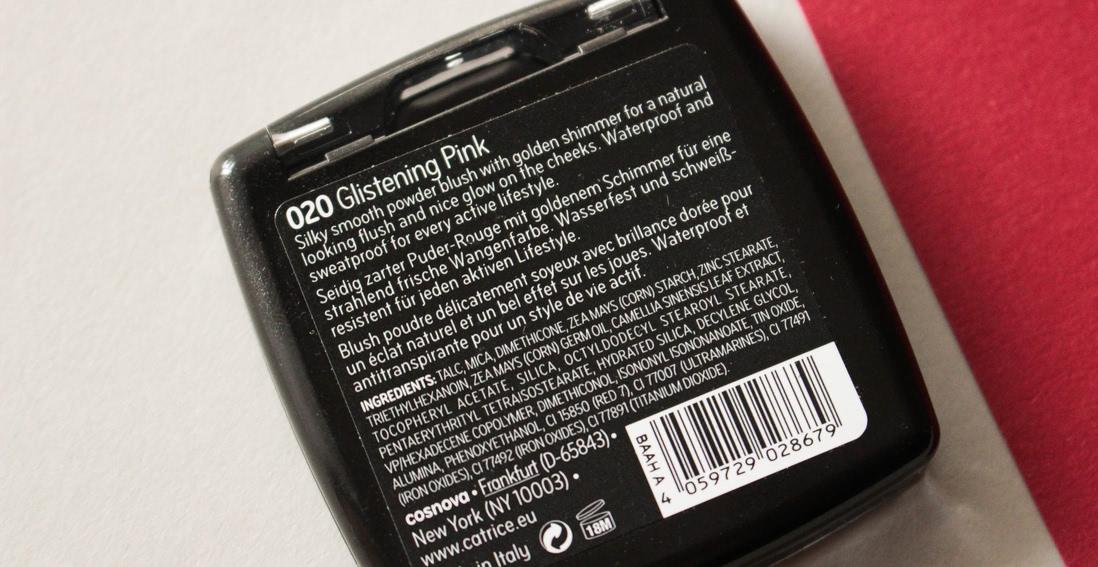 020 Glistening Pink
Silky smooth powder blush with golden shimmer for a natural
looking flush and nice glow on the cheeks. Waterproof and
sweatproof for every active lifestyle.
Seidig zarter Puder-Rouge mit goldenem Schimmer für eine
strahlend frische Wangenfarbe. Wasserfest und schweiß-
resistent für jeden aktiven Lifestyle.
Blush poudre délicatement soyeux avec brillance dorée pour
un éclat naturel et un bel effet sur les joues. Waterproof et
antitranspirante pour un style de vie actif.
INGREDIENTS: TALC, MICA, DIMETHICONE, ZEA MAYS (CORN) STARCH, ZINC STEARATE,
TRIETHYLHEXANOIN, ZEA MAYS (CORN) GERM OIL, CAMELLIA SINENSIS LEAF EXTRACT,
TOCOPHERYL ACETATE, SILICA, OCTYLDODECYL STEAROYL STEARATE,
PENTAERYTHRITYL TETRAISOSTEARATE, HYDRATED SILICA, DECYLENE GLYCOL,
VP/HEXADECENE COPOLYMER, DIMETHICONOL, ISONONYL ISONONANOATE, TIN OXIDE,
ALUMINA, PHENOXYETHANOL, CI 15850 (RED 7), CI 77007 (ULTRAMARINES), CI 77491
(IRON OXIDES), CI 77492 (IRON OXIDES), CI 77891 (TITANIUM DIOXIDE).
cosnova • Frankfurt (D-65843) •
New York (NY 10003) •
www.catrice.eu
in Italy
18M
BAAH A
4 059729 028679